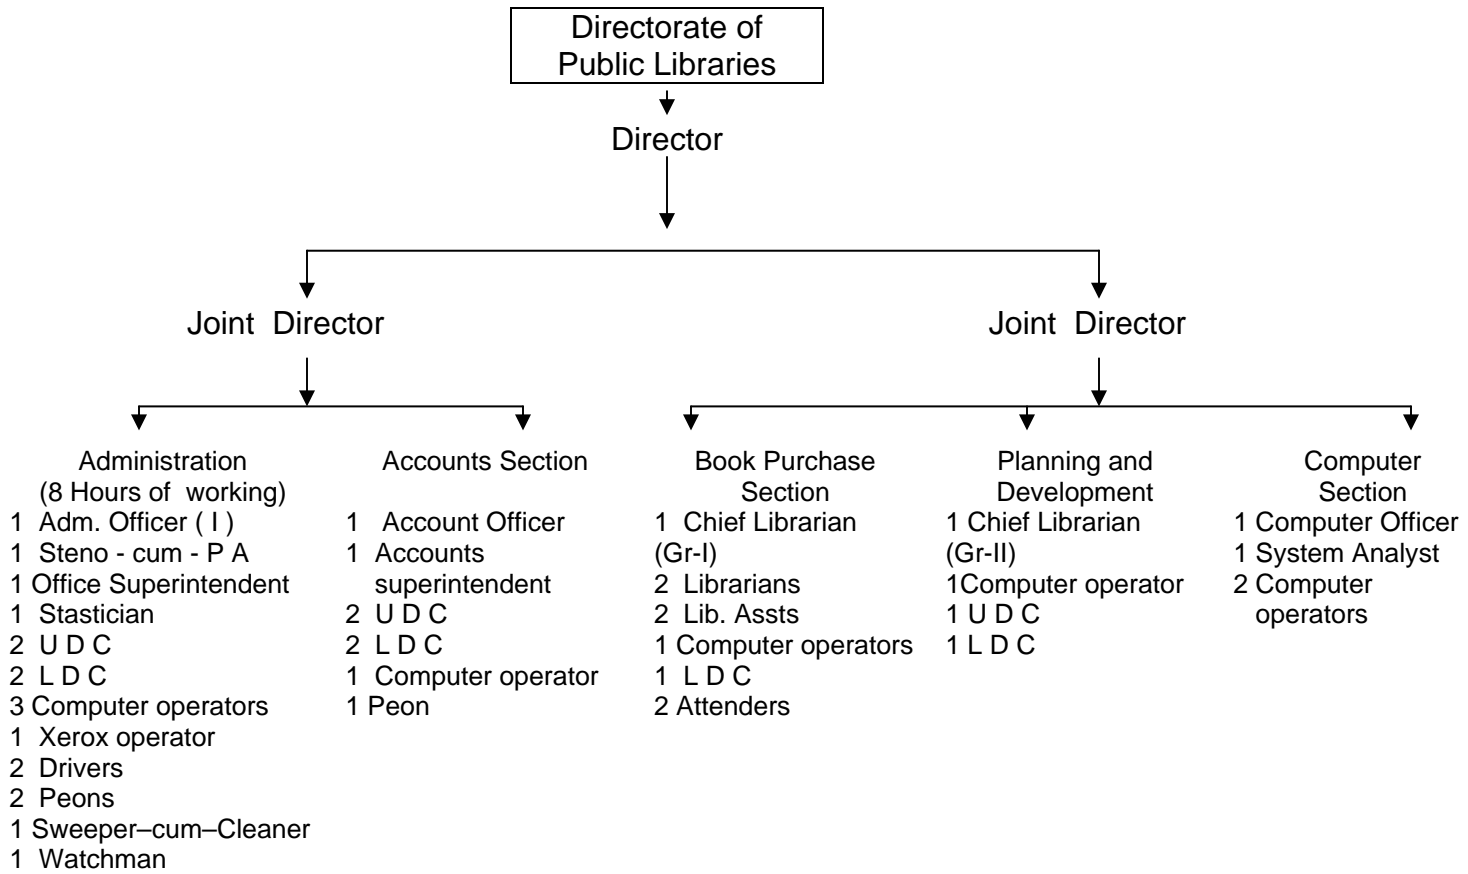 Directorate of
Public Libraries
Director
Joint Director
Joint Director
Administration
(8 Hours of working)
1 Adm. Officer ( I )
1 Steno - cum - P A
1 Office Superintendent
1 Stastician
2 U D C
2 L D C
3 Computer operators
1 Xerox operator
2 Drivers
2 Peons
1 Sweeper–cum–Cleaner
1 Watchman
Accounts Section
1 Account Officer
1 Accounts
superintendent
2 U D C
2 L D C
1 Computer operator
1 Peon
Book Purchase
Section
1 Chief Librarian
(Gr-I)
2 Librarians
2 Lib. Assts
1 Computer operators
1 L D C
2 Attenders
Planning and
Development
1 Chief Librarian
(Gr-II)
1Computer operator
1 U D C
1 L D C
Computer
Section
1 Computer Officer
1 System Analyst
2 Computer
operators